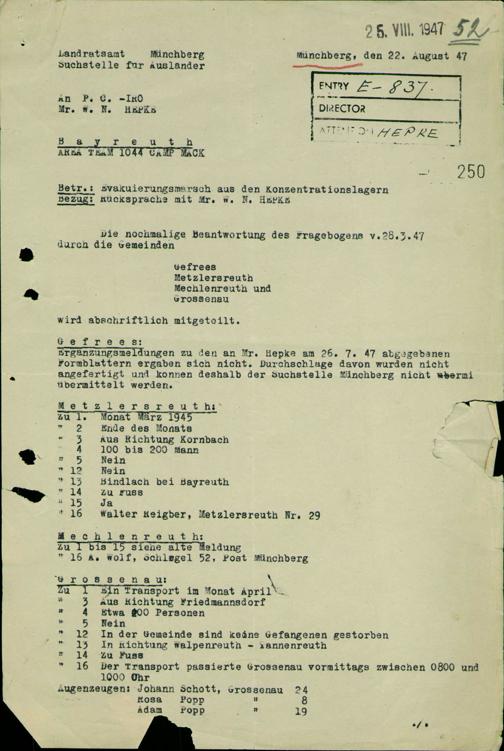 25. VIII. 1947 52
Landratsamt Münchberg
Suchstelle für Ausländer
Münchberg, den 22. August 47
An P. C. -IRO
Mr. W. N. HEPKE
ENTRY E-837.
DIRECTOR
HEPKE
B a y r e u t h
AREA TEAM 1044 CAMP MACK
250
Betr.: Evakuierungsmarsch aus den Konzentrationslagern
Bezug: Rücksprache mit Mr. W. N. HEPKE
Die nochmalige Beantwortung des Fragebogens v.28.3.47
durch die Gemeinden
Gefrees
Metzlersreuth
Mechlenreuth und
Grossenau
wird abschriftlich mitgeteilt.
G e f r e e s :
Ergänzungsmeldungen zu den an Mr. Hepke am 26. 7. 47 abgegebenen
Formblättern ergaben sich nicht. Durchschläge davon wurden nicht
angefertigt und können deshalb der Suchstelle Münchberg nicht übermi
übermittelt werden.
M e t z l e r s r e u t h :
Zu 1. Monat März 1945
" 2 Ende des Monats
" 3 Aus Richtung Kornbach
" 4 100 bis 200 Mann
" 5 Nein
" 12 Nein
" 13 Bindlach bei Bayreuth
" 14 Zu Fuss
" 15 Ja
" 16 Walter Reigber, Metzlersreuth Nr. 29
M e c h l e n r e u t h :
Zu 1 bis 15 siehe alte Meldung
" 16 A. Wolf, Schlegel 52, Post Münchberg
G r o s s e n a u :
Zu 1 Ein Transport im Monat April
" 3 Aus Richtung Friedmannsdorf
" 4 Etwa 200 Personen
" 5 Nein
" 12 In der Gemeinde sind keine Gefangenen gestorben
" 13 In Richtung Walpenreuth - Tannenreuth
" 14 Zu Fuss
" 16 Der Transport passierte Grossenau vormittags zwischen 0800 und
1000 Uhr
Augenzeugen: Johann Schott, Grossenau 24
Rosa Popp " 8
Adam Popp " 19
./.